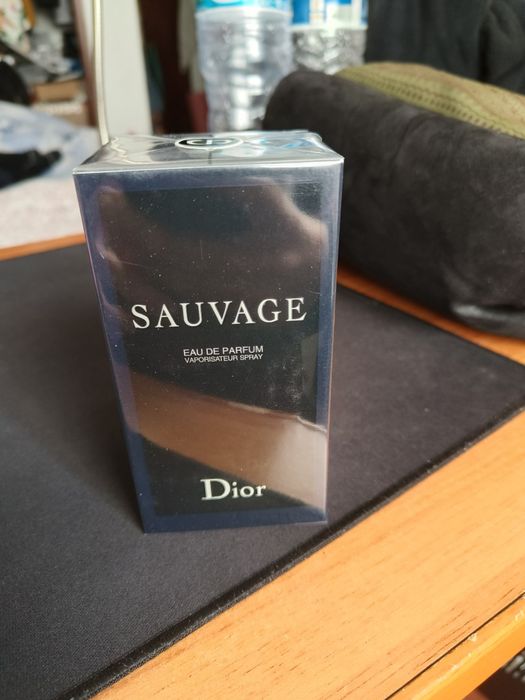 SAUVAGE
EAU DE PARFUM
VAPORISATEUR SPRAY
Dior